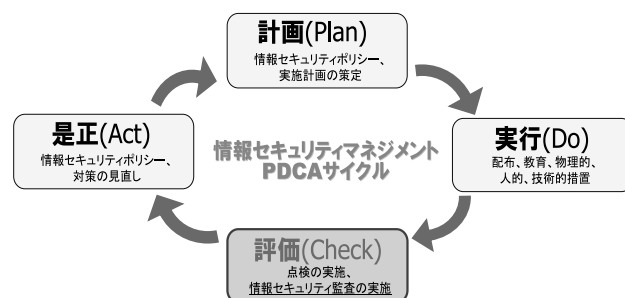 計画(Plan)
情報セキュリティポリシー、
実施計画の策定
是正(Act)
情報セキュリティポリシー、
対策の見直し
情報セキュリティマネジメント
PDCAサイクル
実行(Do)
配布、教育、物理的、
人的、技術的措置
評価(Check)
点検の実施、
情報セキュリティ監査の実施